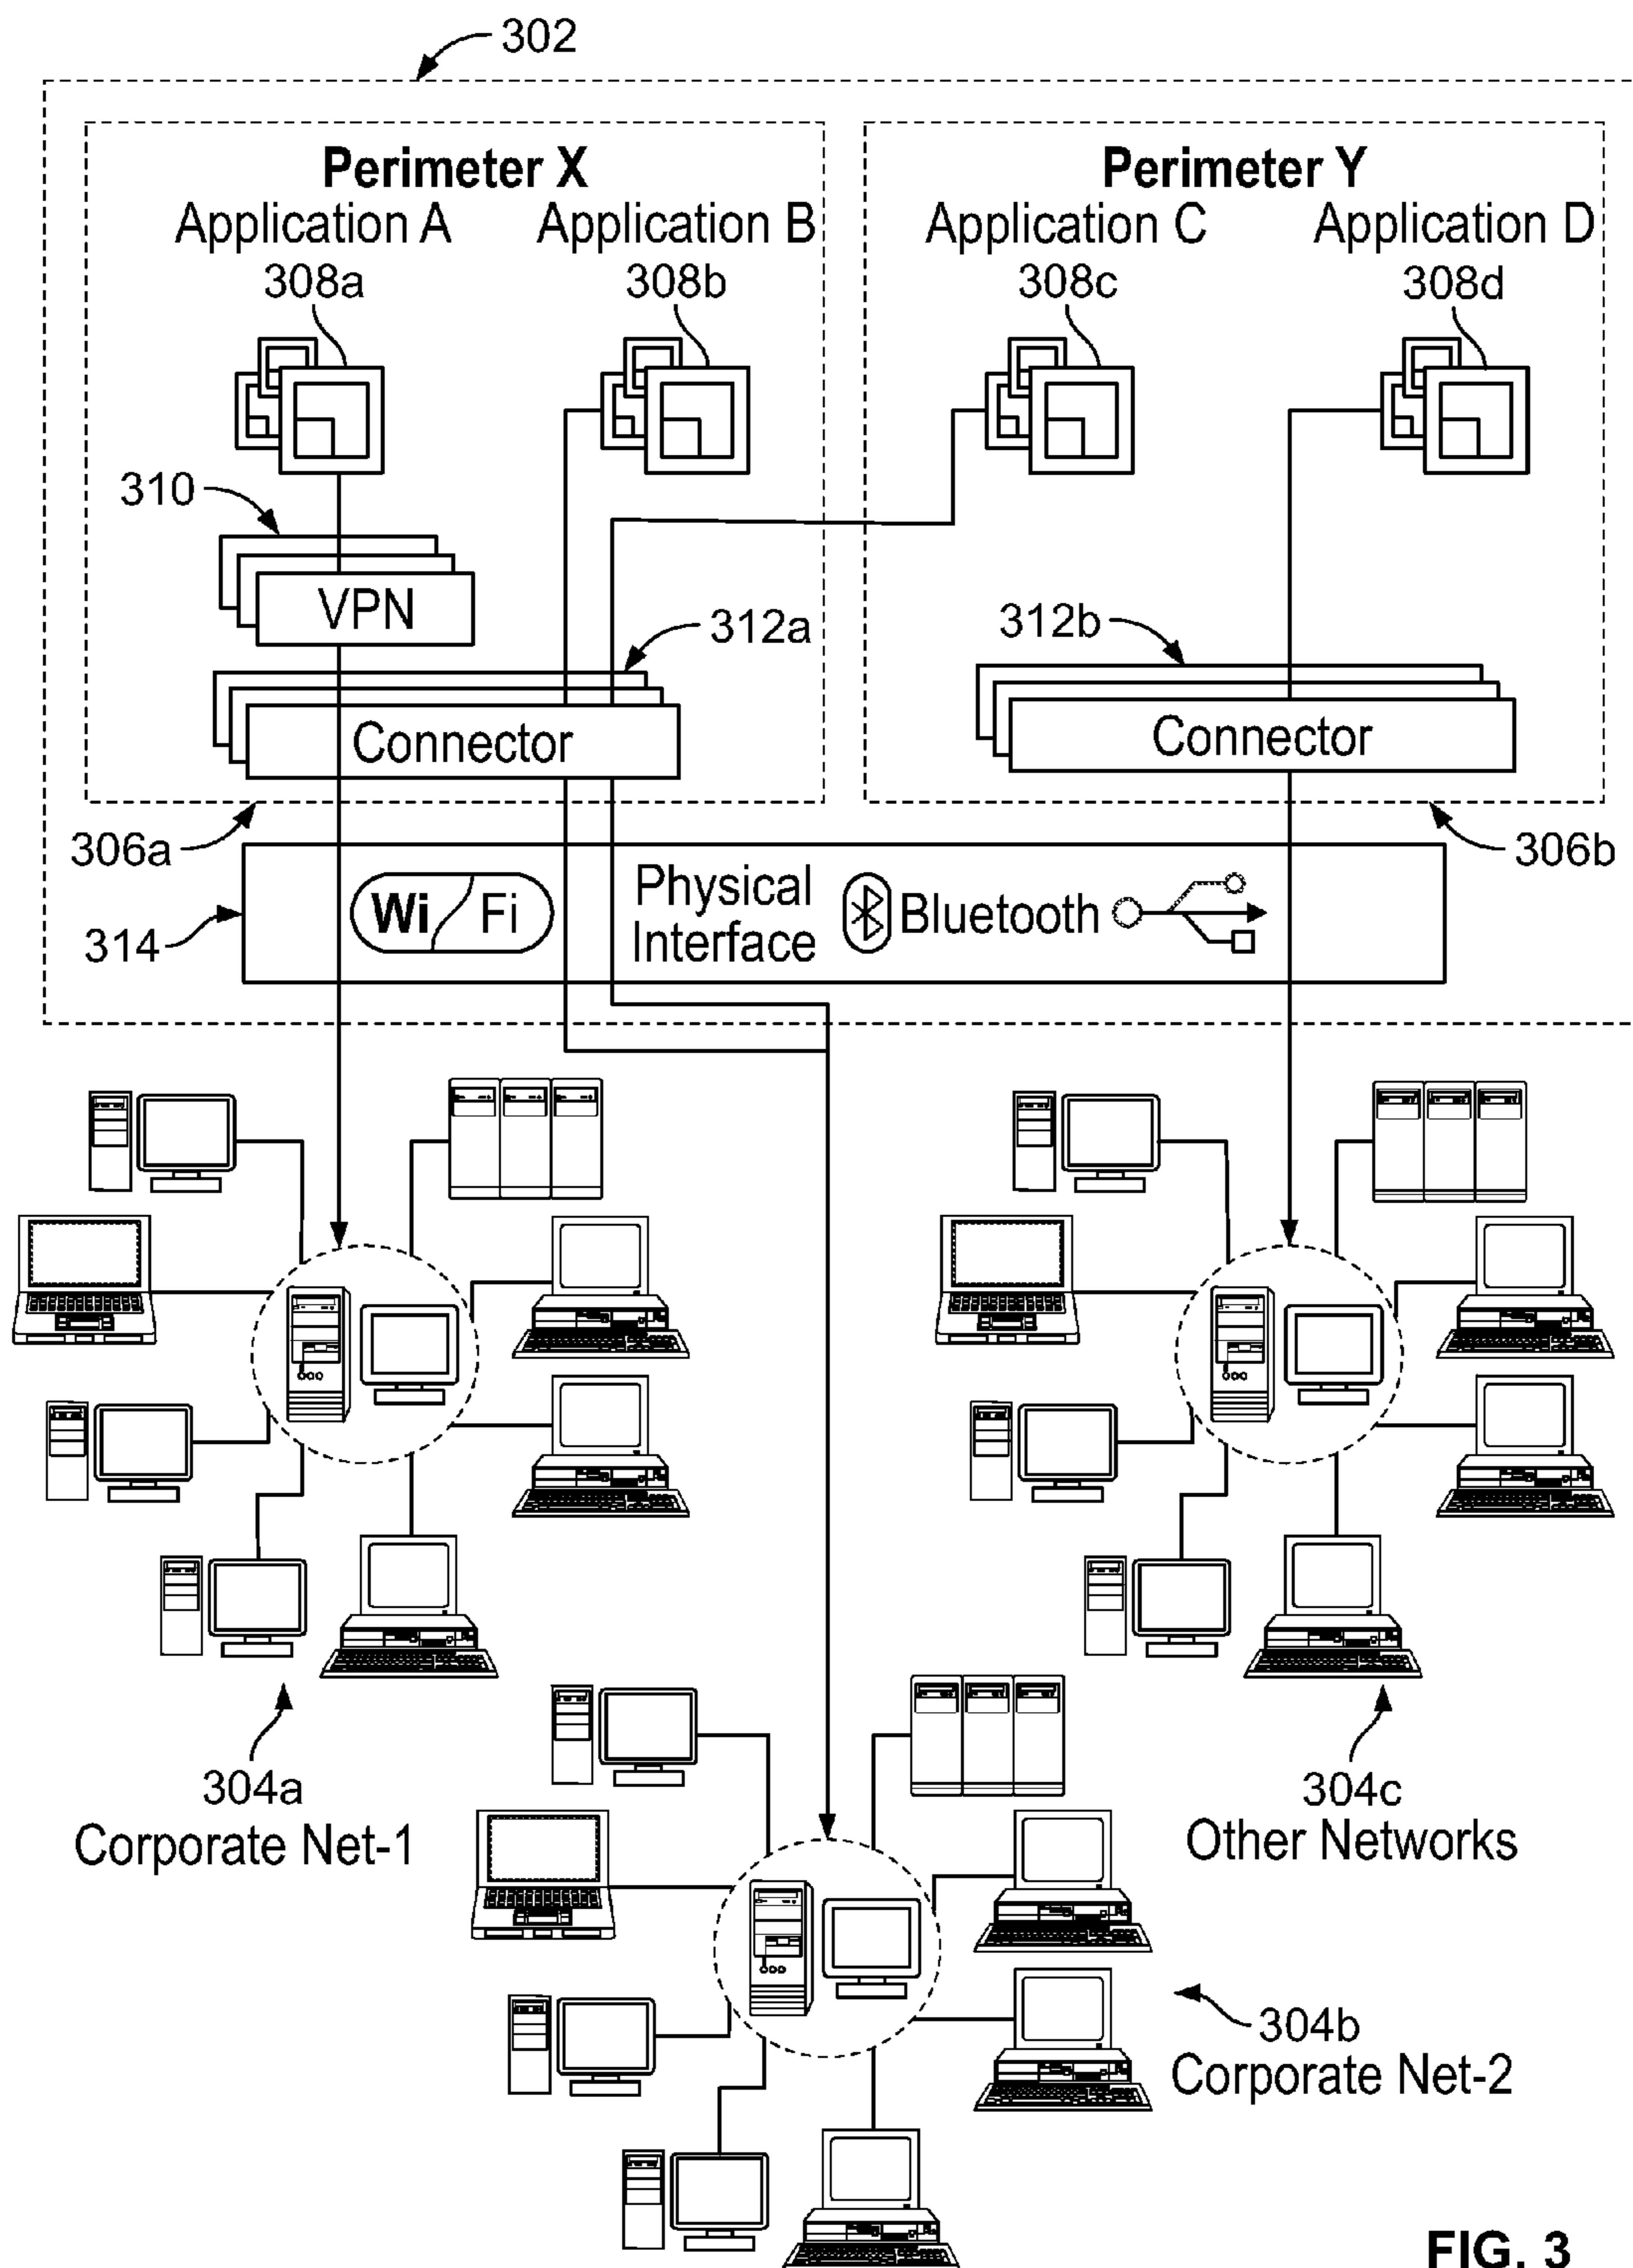 302
Perimeter X
Perimeter Y
Application A
Application B
Application C
Application D
308a
308b
308c
308d
310
VPN
312a
312b
Connector
Connector
306a
306b
314
Wi Fi
Physical
Interface
Bluetooth
304a
Corporate Net-1
304c
Other Networks
304b
Corporate Net-2
FIG. 3